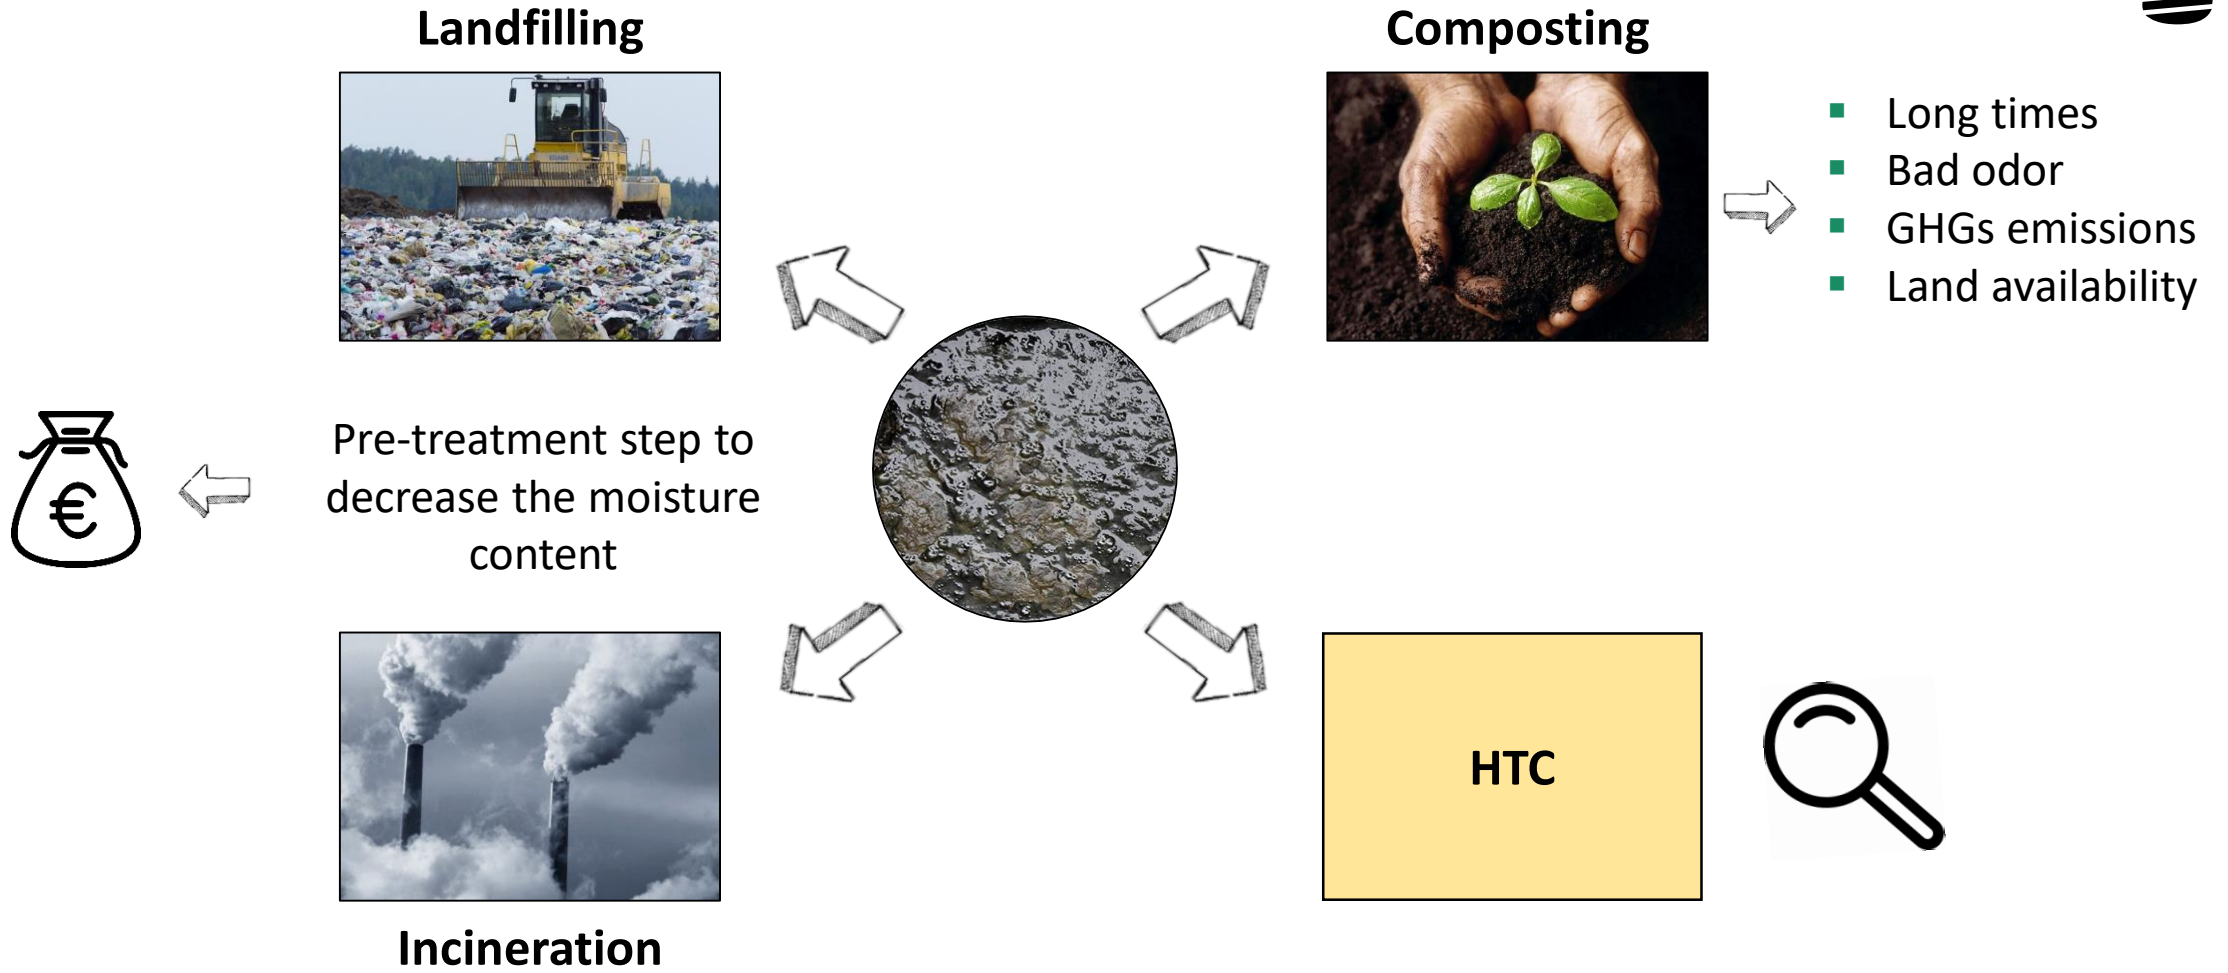 Landfilling
Composting
Long times
Bad odor
GHGs emissions
Land availability
Pre-treatment step to
decrease the moisture
content
€
HTC
Incineration